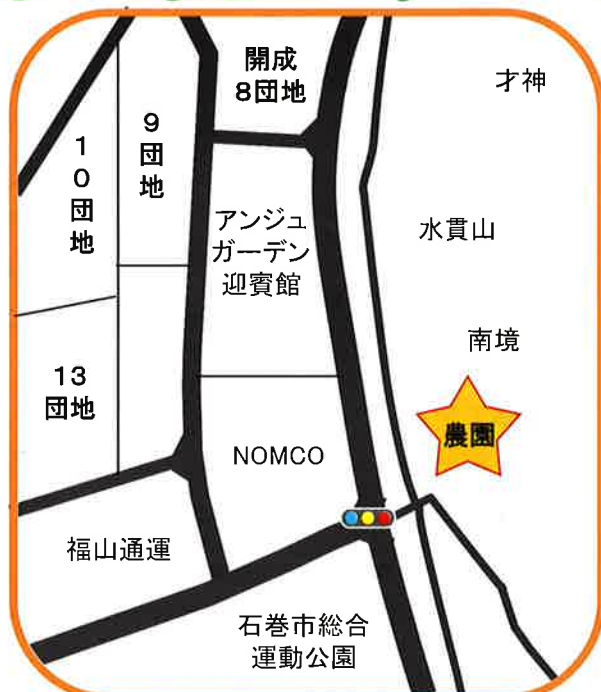 開成
8団地
才神
9
団
地
1
0
団
地
アンジュ
ガーデン
迎賓館
水貫山
南境
13
団地
農園
NOMCO
福山通運
石巻市総合
運動公園